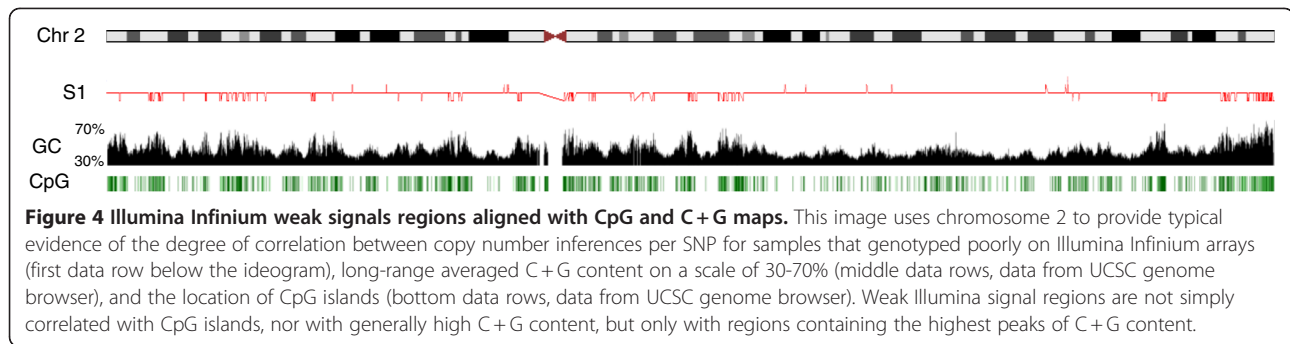 Chr 2
S1
70%
GC
30%
CpG
Figure 4 Illumina Infinium weak signals regions aligned with CpG and C + G maps. This image uses chromosome 2 to provide typical
evidence of the degree of correlation between copy number inferences per SNP for samples that genotyped poorly on Illumina Infinium arrays
(first data row below the ideogram), long-range averaged C + G content on a scale of 30-70% (middle data rows, data from UCSC genome
browser), and the location of CpG islands (bottom data rows, data from UCSC genome browser). Weak Illumina signal regions are not simply
correlated with CpG islands, nor with generally high C + G content, but only with regions containing the highest peaks of C + G content.